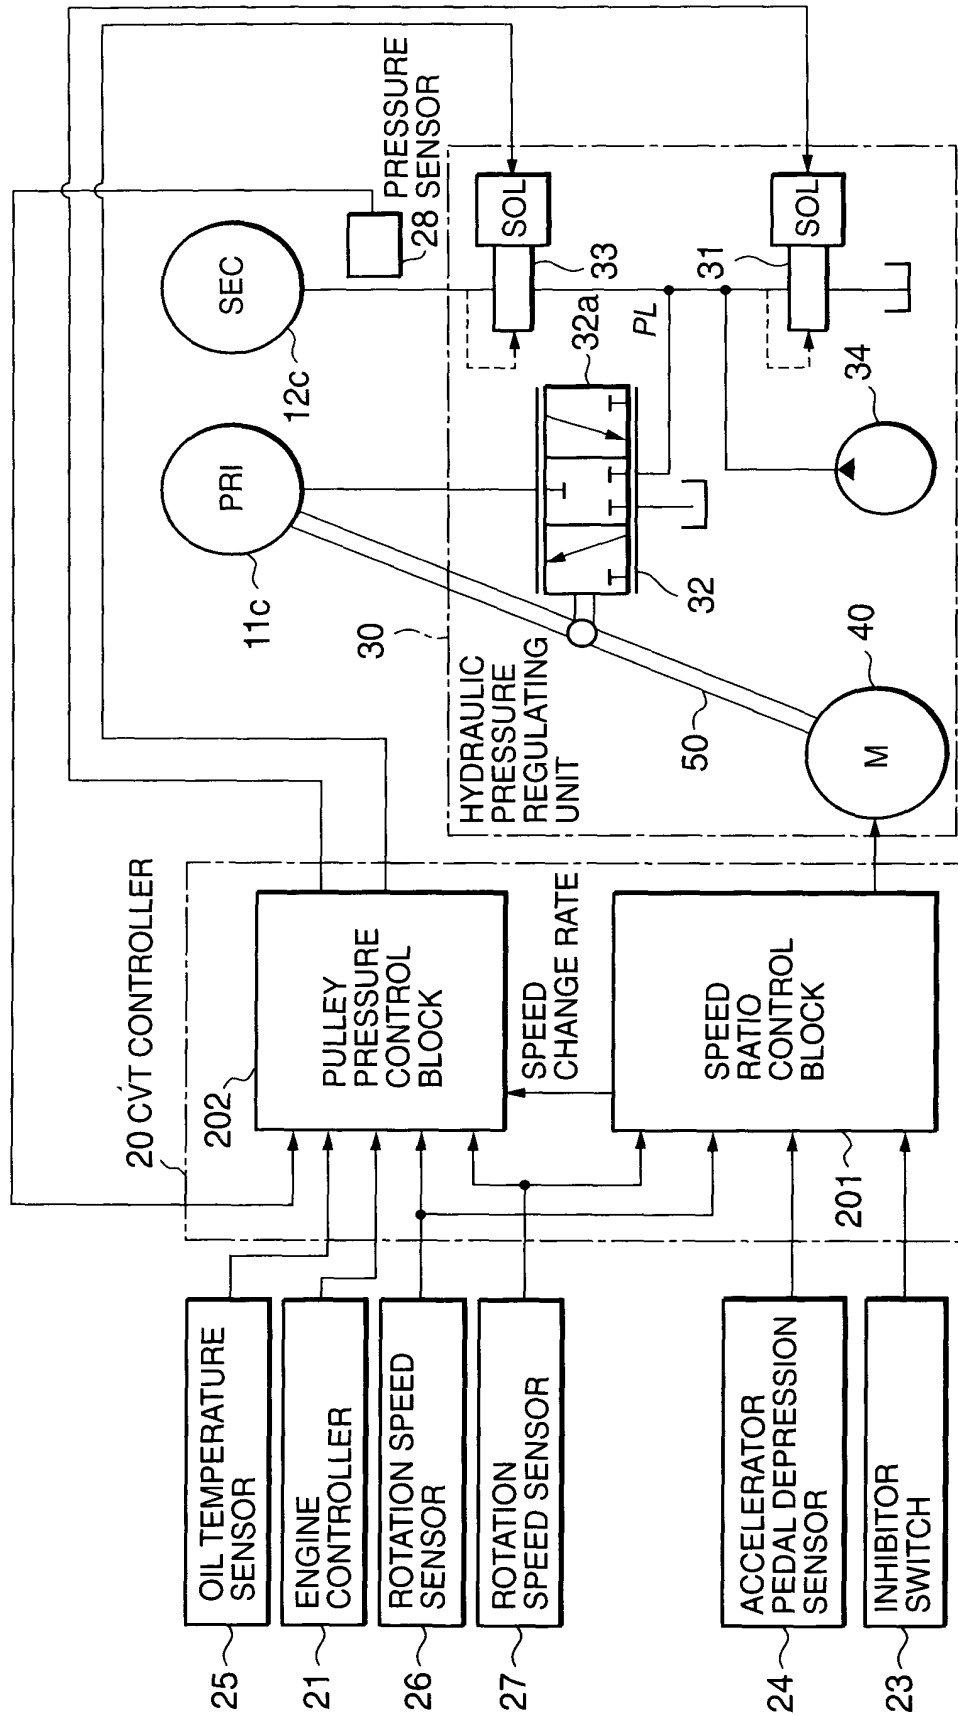 20 CVT CONTROLLER
202
PULLEY
PRESSURE
CONTROL
BLOCK
SPEED
CHANGE RATE
SPEED
RATIO
CONTROL
BLOCK
201
25
OIL TEMPERATURE
SENSOR
21
ENGINE
CONTROLLER
26
ROTATION SPEED
SENSOR
27
ROTATION
SPEED SENSOR
24
ACCELERATOR
PEDAL DEPRESSION
SENSOR
23
INHIBITOR
SWITCH
PRI
11c
SEC
12c
PRESSURE
28 SENSOR
30
HYDRAULIC
PRESSURE
REGULATING
UNIT
SOL
33
32a
32
PL
SOL
31
34
50
40
M